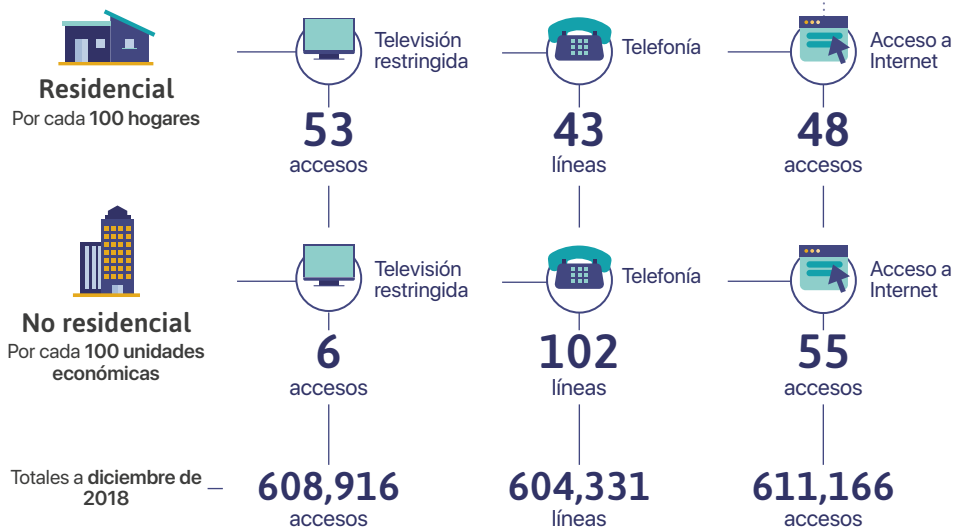 Residencial
Por cada 100 hogares
Televisión
restringida
53
accesos
Telefonía
43
líneas
Acceso a
Internet
48
accesos
No residencial
Por cada 100 unidades
económicas
Televisión
restringida
6
accesos
Telefonía
102
líneas
Acceso a
Internet
55
accesos
Totales a diciembre de
2018
608,916
accesos
604,331
líneas
611,166
accesos